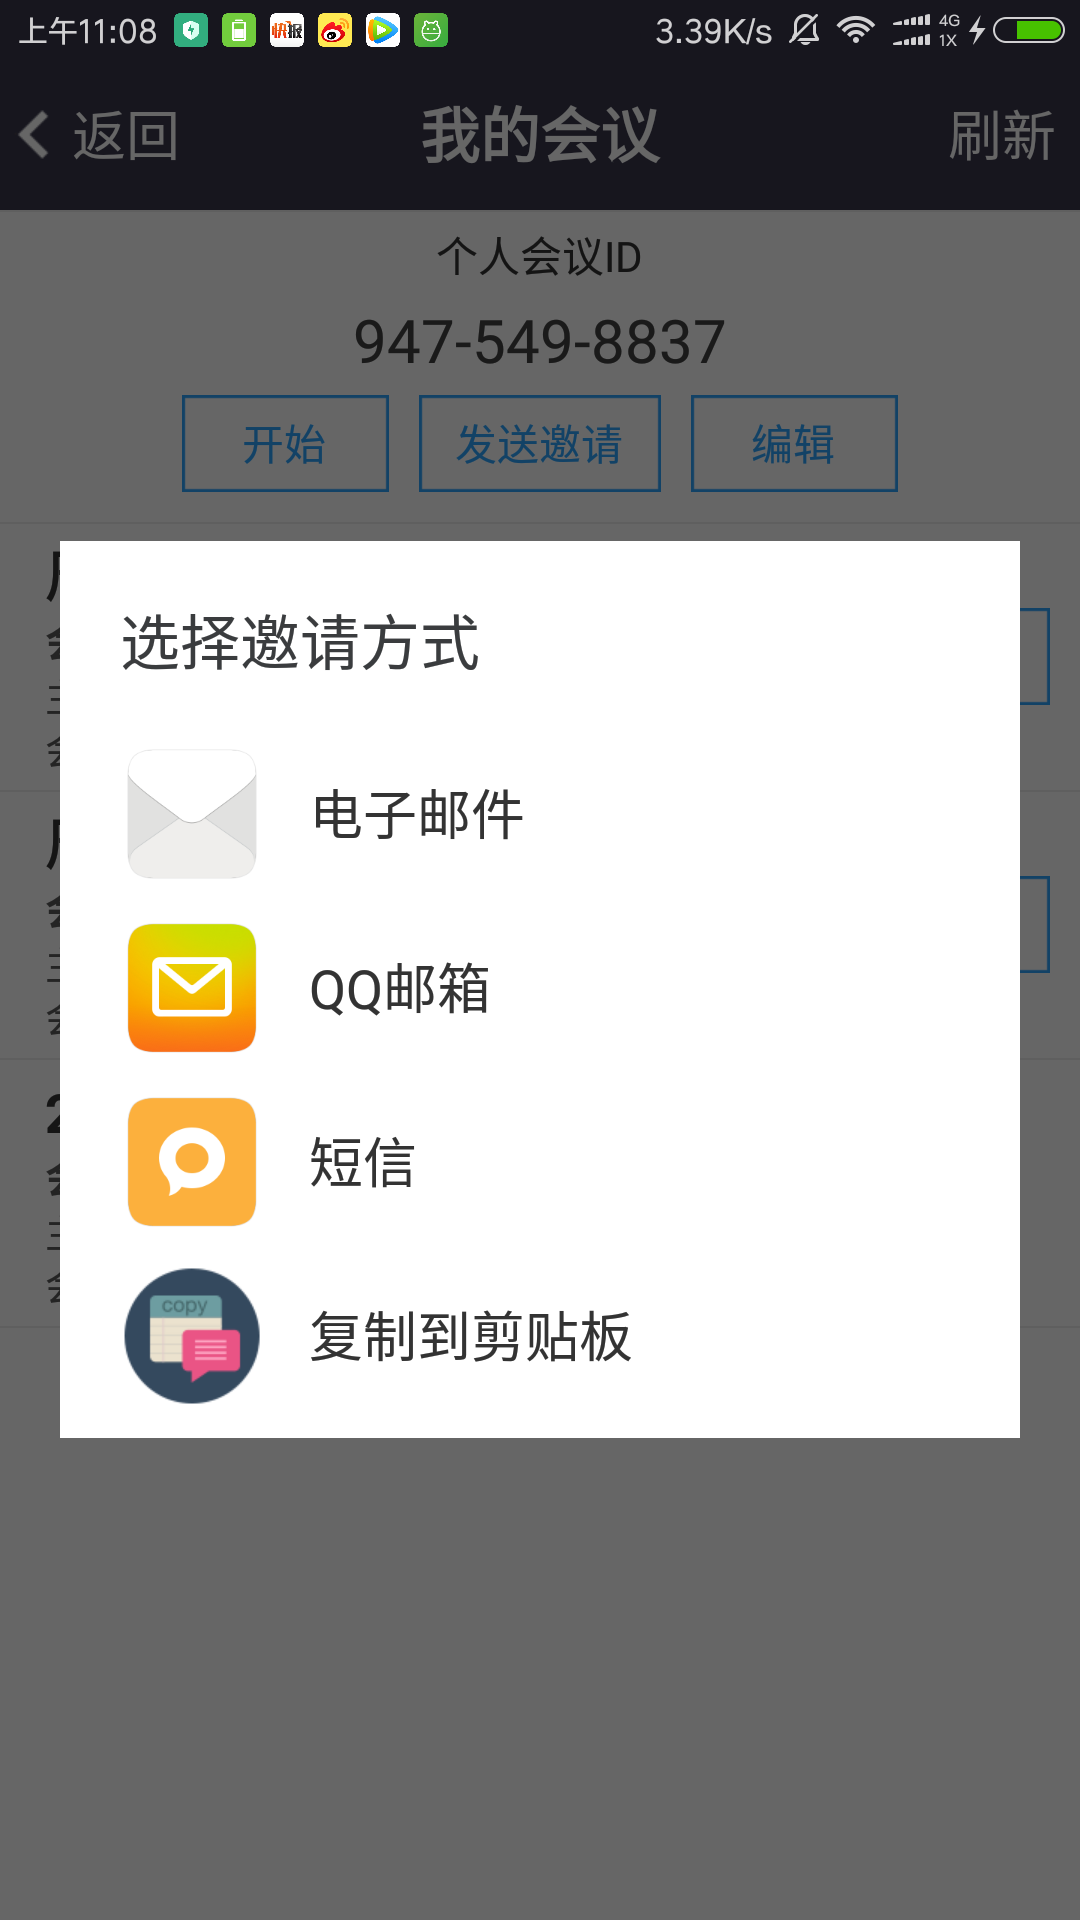 上午11:08 快报 3.39K/s 4G 1X
返回 我的会议 刷新
个人会议ID
947-549-8837
开始 发送邀请 编辑
选择邀请方式
电子邮件
QQ邮箱
短信
copy
复制到剪贴板